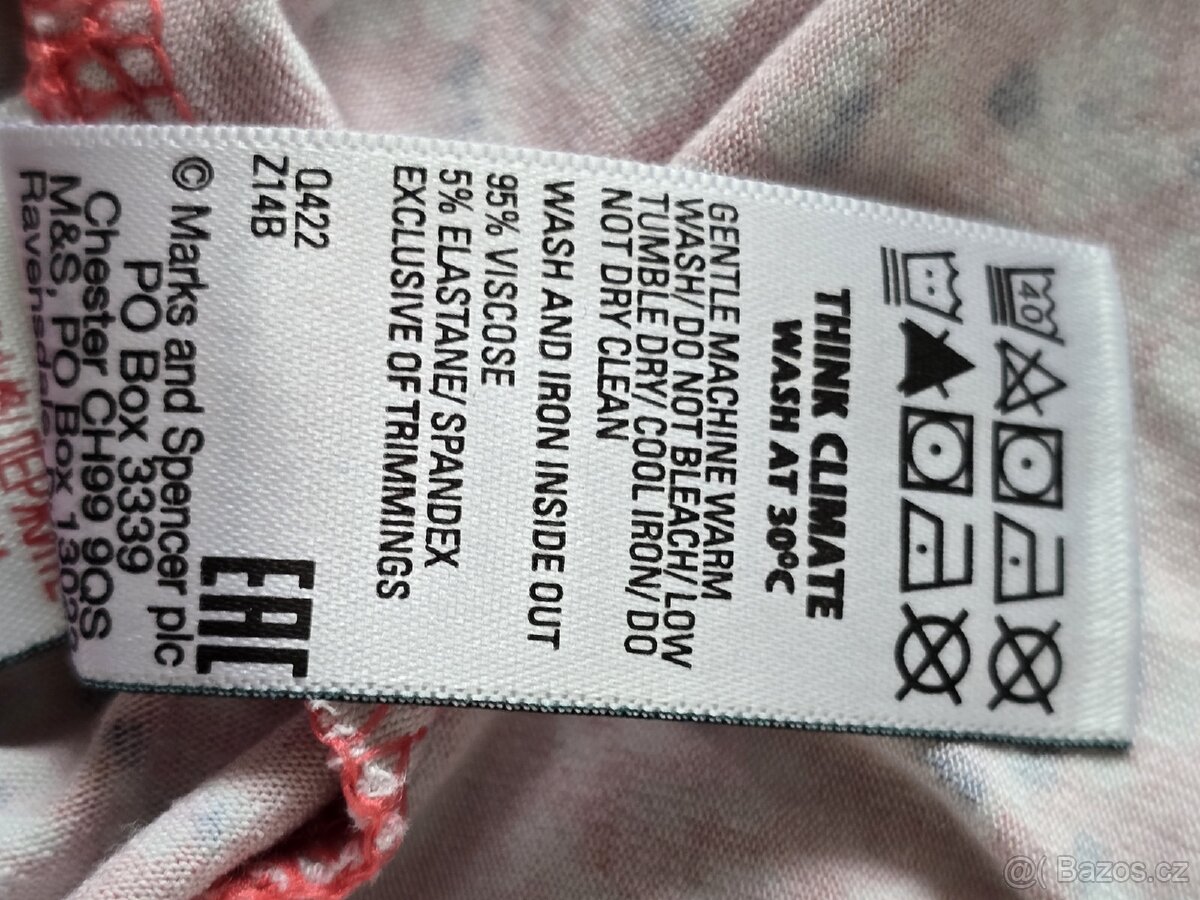 40
THINK CLIMATE
WASH AT 30ºC
GENTLE MACHINE WARM
WASH/ DO NOT BLEACH/ LOW
TUMBLE DRY/ COOL IRON/ DO
NOT DRY CLEAN
WASH AND IRON INSIDE OUT
95% VISCOSE
5% ELASTANE/ SPANDEX
EXCLUSIVE OF TRIMMINGS
Q422
Z14B
EAC
© Marks and Spencer plc
PO Box 3339
Chester CH99 9QS
M&S, PO Box
@( Bazos.cz